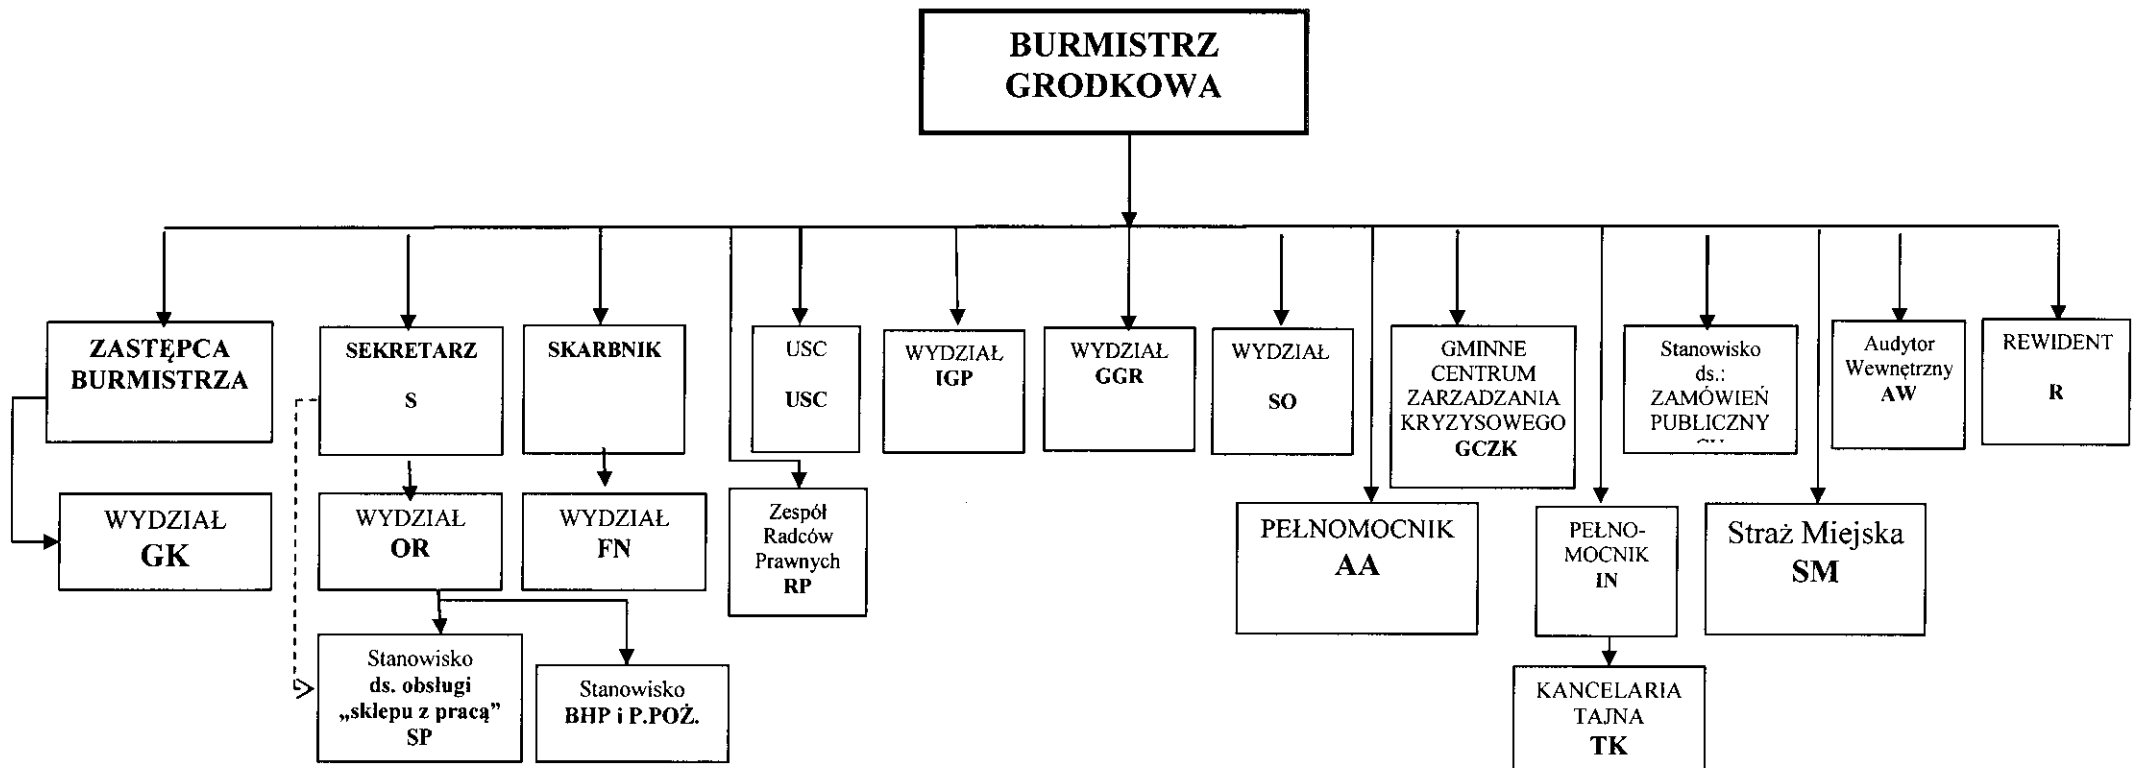 BURMISTRZ
GRODKOWA
ZASTĘPCA
BURMISTRZA
SEKRETARZ
S
SKARBNIK
USC
USC
WYDZIAŁ
IGP
WYDZIAŁ
GGR
WYDZIAŁ
SO
GMINNE
CENTRUM
ZARZADZANIA
KRYZYSOWEGO
GCZK
Stanowisko
ds.:
ZAMÓWIEŃ
PUBLICZNY
Audytor
Wewnętrzny
AW
REWIDENT
R
WYDZIAŁ
GK
WYDZIAŁ
OR
WYDZIAŁ
FN
Zespół
Radców
Prawnych
RP
PEŁNOMOCNIK
AA
PEŁNO-
MOCNIK
IN
Straż Miejska
SM
Stanowisko
ds. obsługi
„sklepu z pracą”
SP
Stanowisko
BHP i P.POŻ.
KANCELARIA
TAJNA
TK